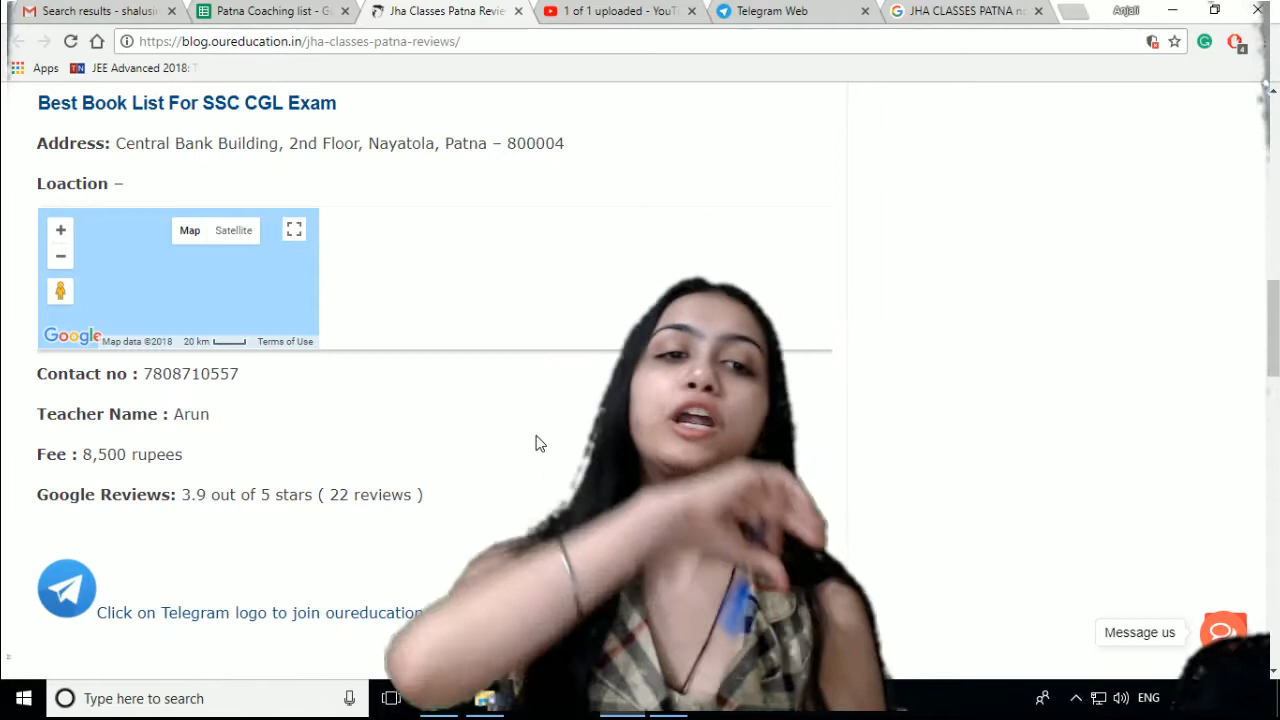 Search results - shalusin
Patna Coaching list - G
Jha Classes Patna Revie
1 of 1 uploaded - YouT
Telegram Web
JHA CLASSES PATNA n
Anjali
https://blog.oureducation.in/jha-classes-patna-reviews/
4
Apps
TN JEE Advanced 2018: T
Best Book List For SSC CGL Exam
Address: Central Bank Building, 2nd Floor, Nayatola, Patna – 800004
Loaction –
+
Map Satellite
−
Google Map data ©2018 20 km Terms of Use
Contact no : 7808710557
Teacher Name : Arun
Fee : 8,500 rupees
Google Reviews: 3.9 out of 5 stars ( 22 reviews )
Click on Telegram logo to join oureducation
Message us
Type here to search
ENG